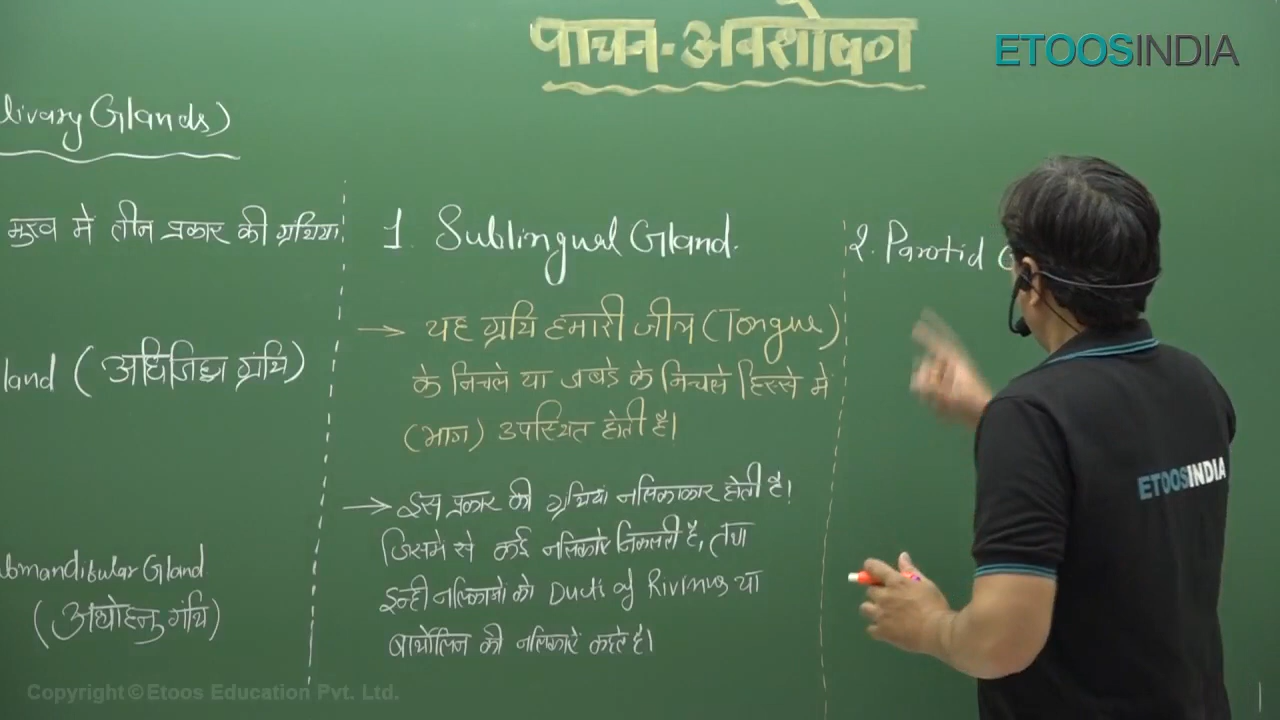 पाचन-अवशोषण
ETOOSINDIA
livary Glands)
मुख में तीन प्रकार की ग्रंथियां
land (अधिजिह्व ग्रंथि)
bmandibular Gland
(अधोहनु ग्रंथि)
1. Sublingual Gland.
→ यह ग्रंथि हमारी जीभ (Tongue)
के निचले या जबड़े के निचले हिस्से में
(भाग) उपस्थित होती है।
→ इस प्रकार की ग्रंथियां नलिकाकार होती है।
जिसमे से कई नलिकाऐं निकलती है, तथा
इन्ही नलिकाओं को Ducts of Rivinus या
बार्थोलिन की नलिकाऐं कहते है।
2. Parotid G
ETOOSINDIA
Copyright © Etoos Education Pvt. Ltd.